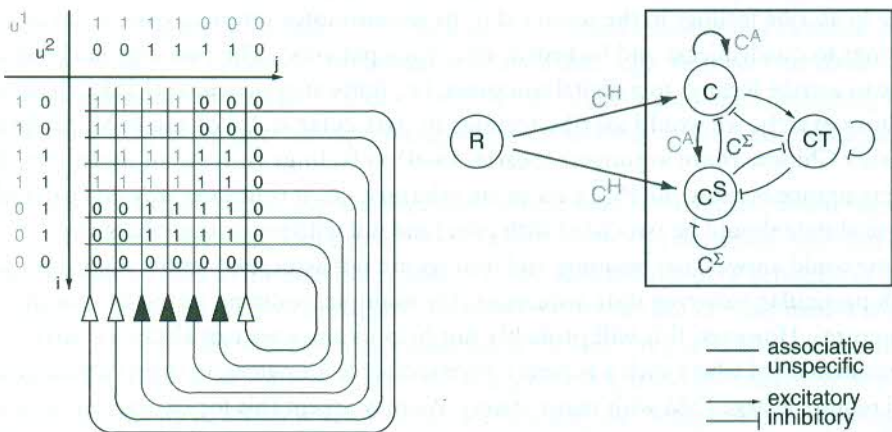 u¹ 1 1 1 1 0 0 0
u² 0 0 1 1 1 1 0
j
1 0 1 1 1 1 0 0 0
1 0 1 1 1 1 0 0 0
1 1 1 1 1 1 1 1 0
1 1 1 1 1 1 1 1 0
0 1 0 0 1 1 1 1 0
0 1 0 0 1 1 1 1 0
0 0 0 0 0 0 0 0 0
i
C^A
C^H
C
R
C^A
C^Σ
CT
C^H
C^S
C^Σ
associative
unspecific
excitatory
inhibitory